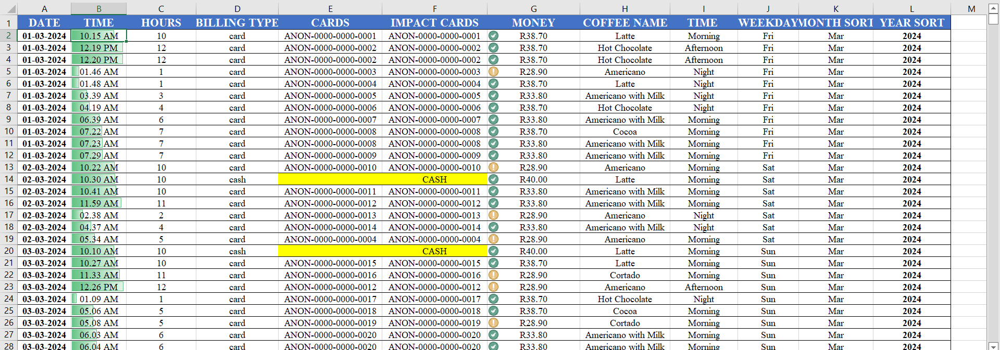 A B C D E F G H I J K L M
1 DATE TIME HOURS BILLING TYPE CARDS IMPACT CARDS MONEY COFFEE NAME TIME WEEKDAY MONTH SORT YEAR SORT
2 01-03-2024 10.15 AM 10 card ANON-0000-0000-0001 ANON-0000-0000-0001 R38.70 Latte Morning Fri Mar 2024
3 01-03-2024 12.19 PM 12 card ANON-0000-0000-0002 ANON-0000-0000-0002 R38.70 Hot Chocolate Afternoon Fri Mar 2024
4 01-03-2024 12.20 PM 12 card ANON-0000-0000-0002 ANON-0000-0000-0002 R38.70 Hot Chocolate Afternoon Fri Mar 2024
5 01-03-2024 01.46 AM 1 card ANON-0000-0000-0003 ANON-0000-0000-0003 R28.90 Americano Night Fri Mar 2024
6 01-03-2024 01.48 AM 1 card ANON-0000-0000-0004 ANON-0000-0000-0004 R38.70 Latte Night Fri Mar 2024
7 01-03-2024 03.39 AM 3 card ANON-0000-0000-0005 ANON-0000-0000-0005 R33.80 Americano with Milk Night Fri Mar 2024
8 01-03-2024 04.19 AM 4 card ANON-0000-0000-0006 ANON-0000-0000-0006 R38.70 Hot Chocolate Night Fri Mar 2024
9 01-03-2024 06.39 AM 6 card ANON-0000-0000-0007 ANON-0000-0000-0007 R33.80 Americano with Milk Morning Fri Mar 2024
10 01-03-2024 07.22 AM 7 card ANON-0000-0000-0008 ANON-0000-0000-0008 R38.70 Cocoa Morning Fri Mar 2024
11 01-03-2024 07.23 AM 7 card ANON-0000-0000-0008 ANON-0000-0000-0008 R33.80 Americano with Milk Morning Fri Mar 2024
12 01-03-2024 07.29 AM 7 card ANON-0000-0000-0009 ANON-0000-0000-0009 R33.80 Americano with Milk Morning Fri Mar 2024
13 02-03-2024 10.22 AM 10 card ANON-0000-0000-0010 ANON-0000-0000-0010 R28.90 Americano Morning Sat Mar 2024
14 02-03-2024 10.30 AM 10 cash CASH R40.00 Latte Morning Sat Mar 2024
15 02-03-2024 10.41 AM 10 card ANON-0000-0000-0011 ANON-0000-0000-0011 R33.80 Americano with Milk Morning Sat Mar 2024
16 02-03-2024 11.59 AM 11 card ANON-0000-0000-0012 ANON-0000-0000-0012 R33.80 Americano with Milk Morning Sat Mar 2024
17 02-03-2024 02.38 AM 2 card ANON-0000-0000-0013 ANON-0000-0000-0013 R28.90 Americano Night Sat Mar 2024
18 02-03-2024 04.37 AM 4 card ANON-0000-0000-0014 ANON-0000-0000-0014 R33.80 Americano with Milk Night Sat Mar 2024
19 02-03-2024 05.34 AM 5 card ANON-0000-0000-0004 ANON-0000-0000-0004 R28.90 Americano Morning Sat Mar 2024
20 03-03-2024 10.10 AM 10 cash CASH R40.00 Latte Morning Sun Mar 2024
21 03-03-2024 10.27 AM 10 card ANON-0000-0000-0015 ANON-0000-0000-0015 R38.70 Latte Morning Sun Mar 2024
22 03-03-2024 11.33 AM 11 card ANON-0000-0000-0016 ANON-0000-0000-0016 R28.90 Cortado Morning Sun Mar 2024
23 03-03-2024 12.26 PM 12 card ANON-0000-0000-0012 ANON-0000-0000-0012 R28.90 Americano Afternoon Sun Mar 2024
24 03-03-2024 01.09 AM 1 card ANON-0000-0000-0017 ANON-0000-0000-0017 R38.70 Hot Chocolate Night Sun Mar 2024
25 03-03-2024 05.06 AM 5 card ANON-0000-0000-0018 ANON-0000-0000-0018 R38.70 Cocoa Morning Sun Mar 2024
26 03-03-2024 05.08 AM 5 card ANON-0000-0000-0019 ANON-0000-0000-0019 R28.90 Cortado Morning Sun Mar 2024
27 03-03-2024 06.03 AM 6 card ANON-0000-0000-0020 ANON-0000-0000-0020 R33.80 Americano with Milk Morning Sun Mar 2024
28 03-03-2024 06.04 AM 6 card ANON-0000-0000-0020 ANON-0000-0000-0020 R33.80 Americano with Milk Morning Sun Mar 2024